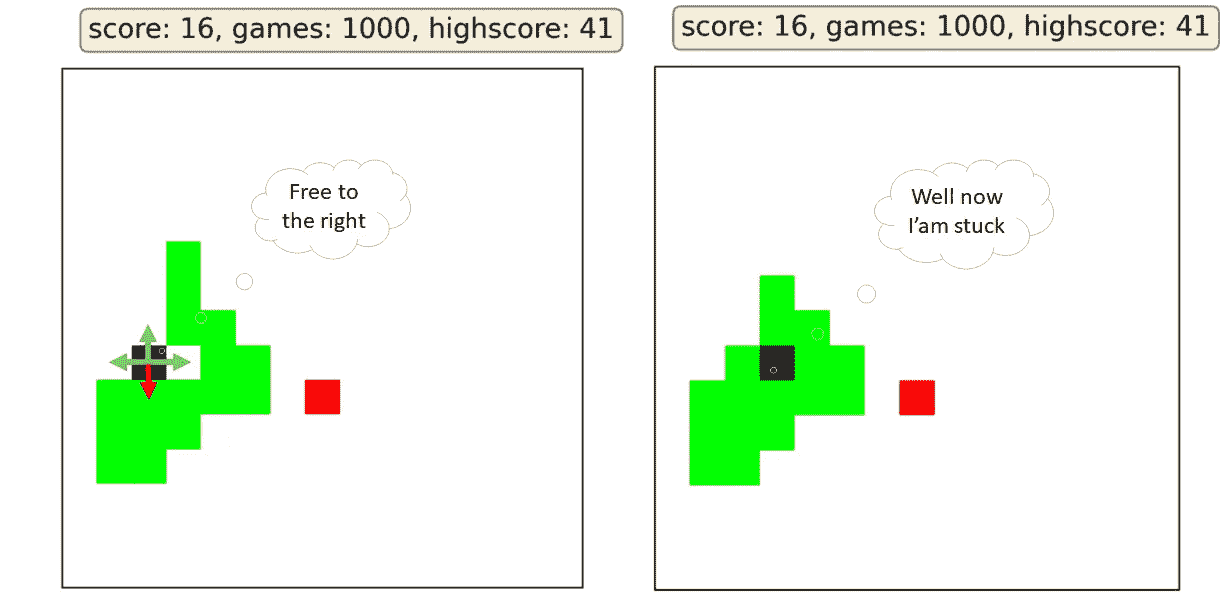 score: 16, games: 1000, highscore: 41
Free to
the right
score: 16, games: 1000, highscore: 41
Well now
I'am stuck